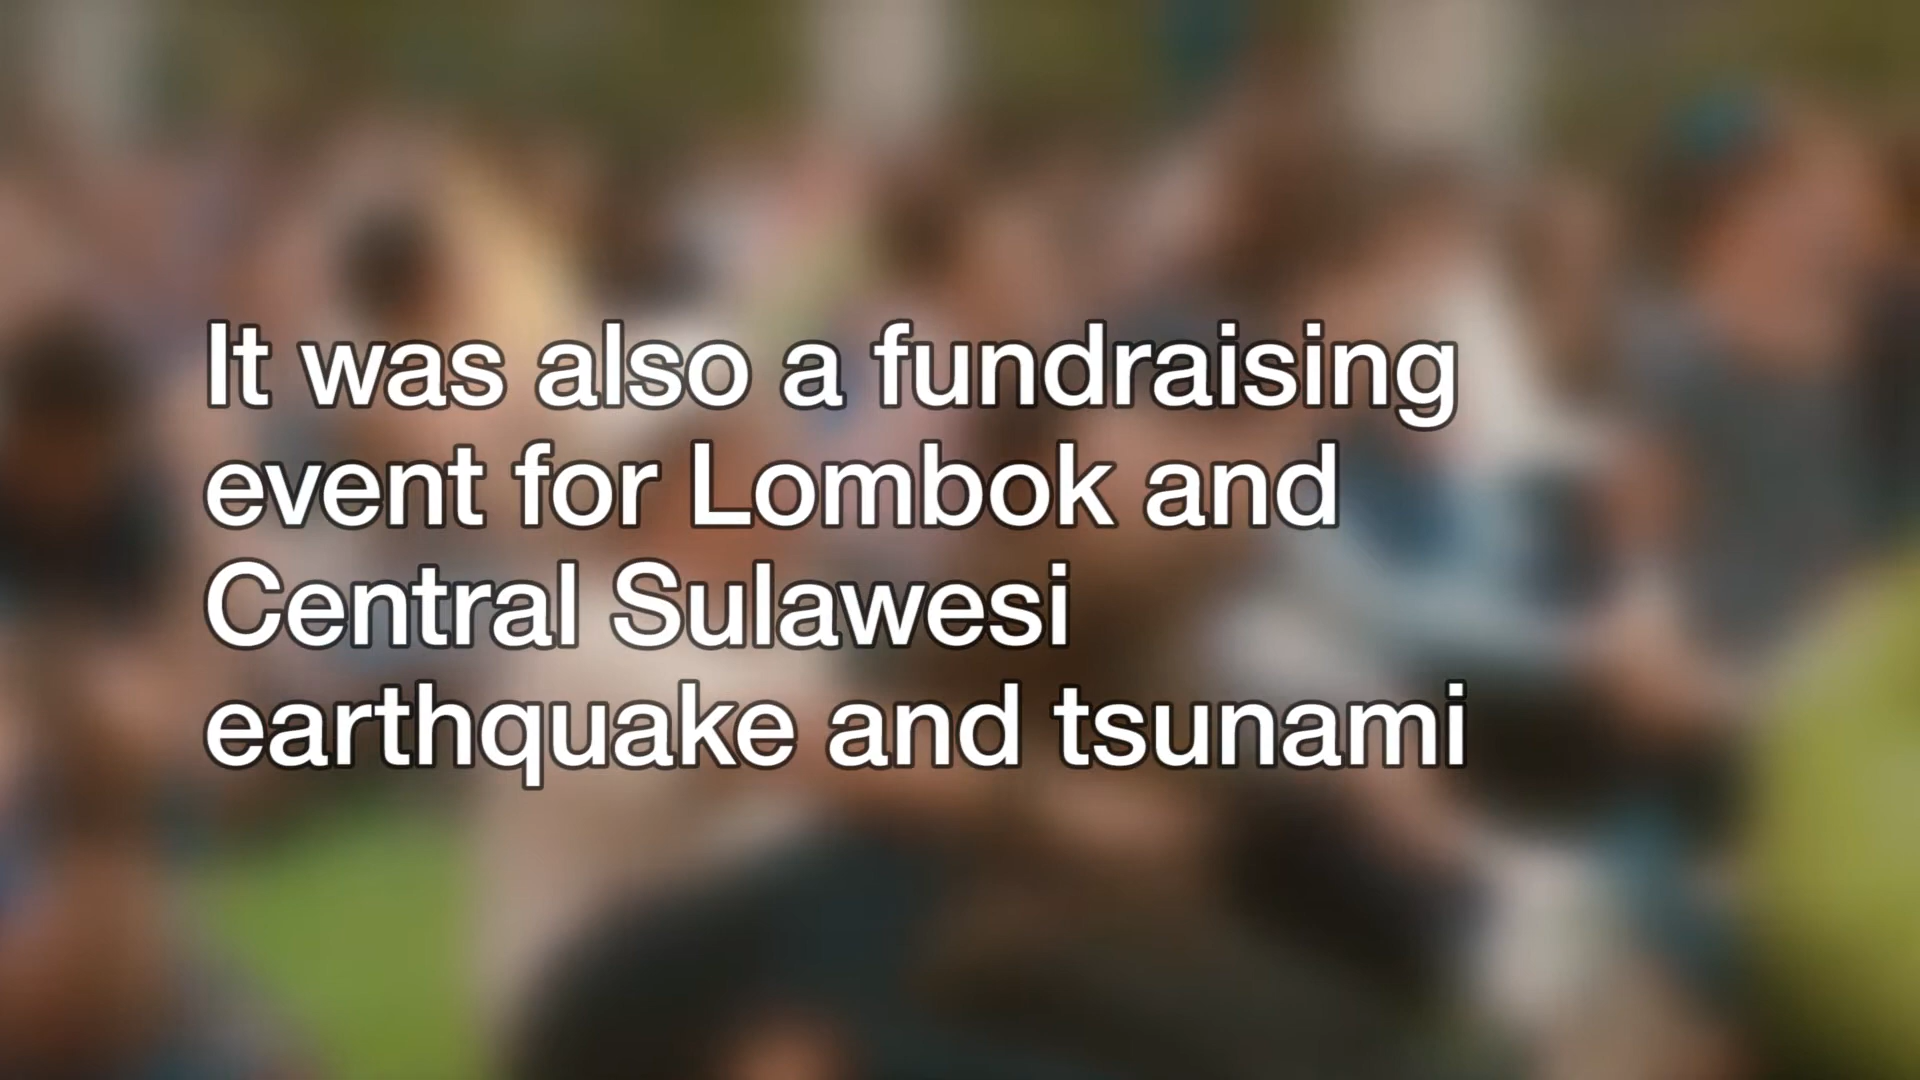 It was also a fundraising
event for Lombok and
Central Sulawesi
earthquake and tsunami